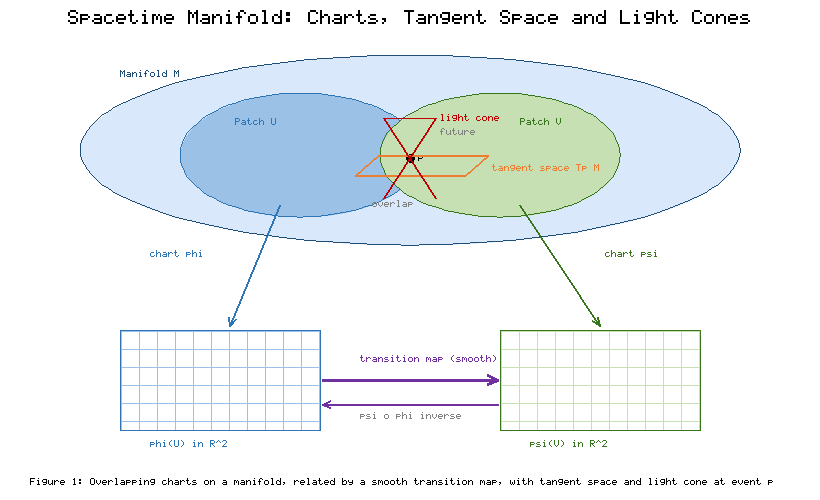 Spacetime Manifold: Charts, Tangent Space and Light Cones
Manifold M
Patch U
light cone
future
Patch V
p
tangent space Tp M
overlap
chart phi
chart psi
transition map (smooth)
psi o phi inverse
phi(U) in R^2
psi(V) in R^2
Figure 1: Overlapping charts on a manifold, related by a smooth transition map, with tangent space and light cone at event p